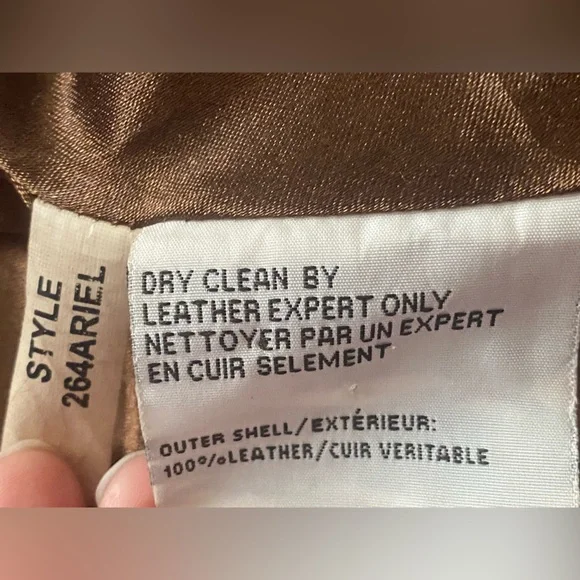 STYLE
264ARIEL
DRY CLEAN BY
LEATHER EXPERT ONLY
NETTOYER PAR UN EXPERT
EN CUIR SELEMENT
OUTER SHELL/EXTÉRIEUR:
100%LEATHER/CUIR VERITABLE